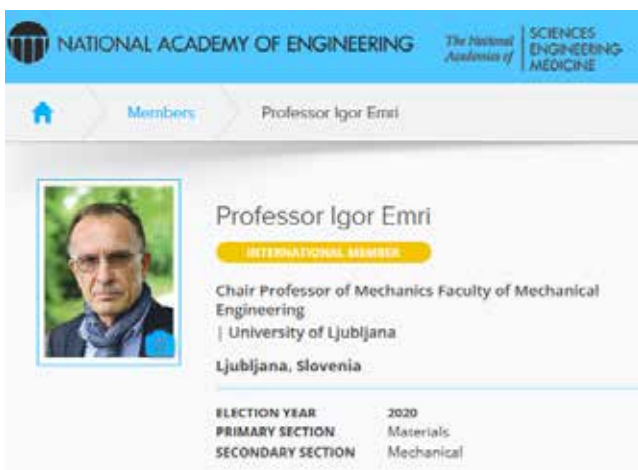 NATIONAL ACADEMY OF ENGINEERING
The National
Academies of
SCIENCES
ENGINEERING
MEDICINE
Members
Professor Igor Emri
Professor Igor Emri
INTERNATIONAL MEMBER
Chair Professor of Mechanics Faculty of Mechanical
Engineering
| University of Ljubljana
Ljubljana, Slovenia
ELECTION YEAR 2020
PRIMARY SECTION Materials
SECONDARY SECTION Mechanical